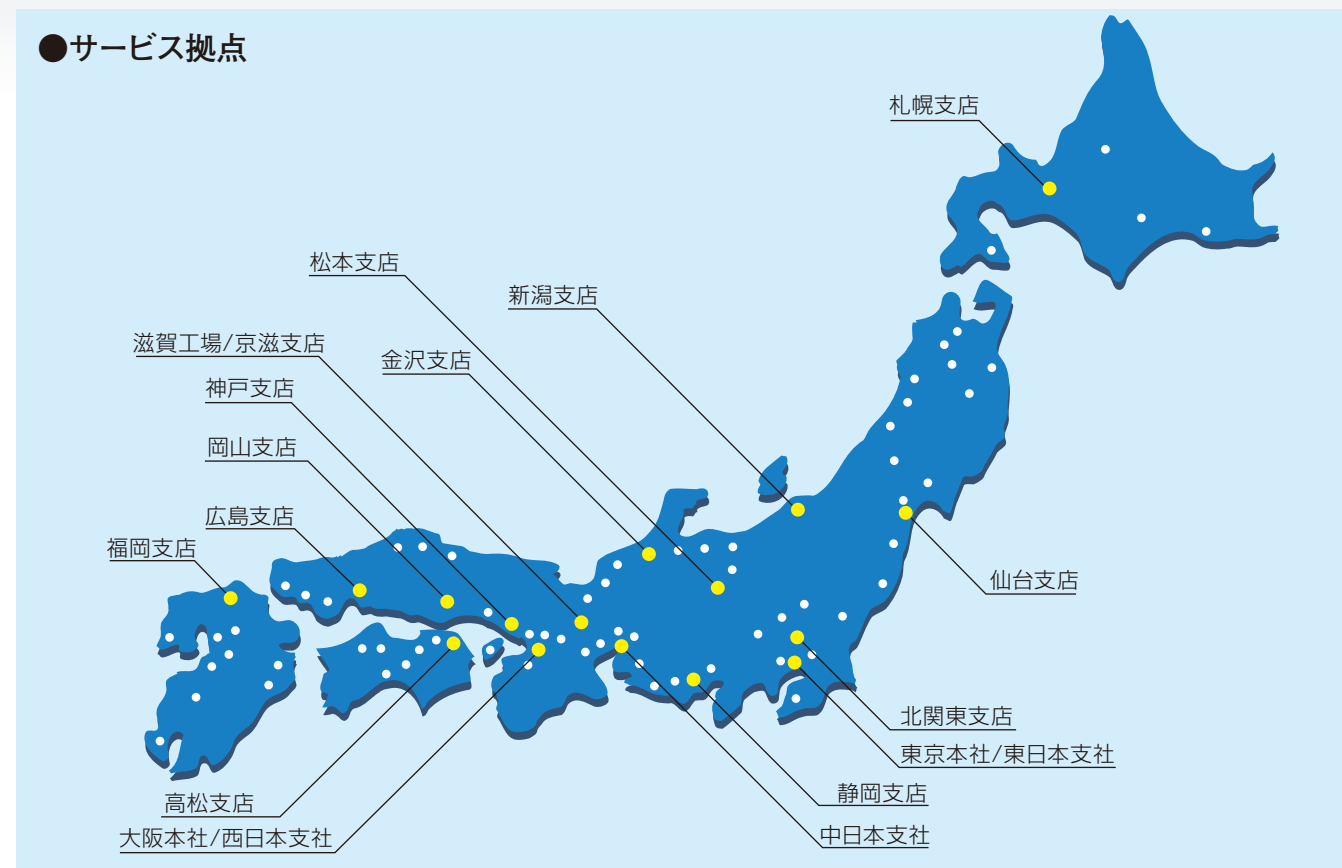 ●サービス拠点
札幌支店
松本支店
新潟支店
滋賀工場/京滋支店
金沢支店
神戸支店
岡山支店
広島支店
福岡支店
仙台支店
北関東支店
東京本社/東日本支社
静岡支店
高松支店
中日本支社
大阪本社/西日本支社